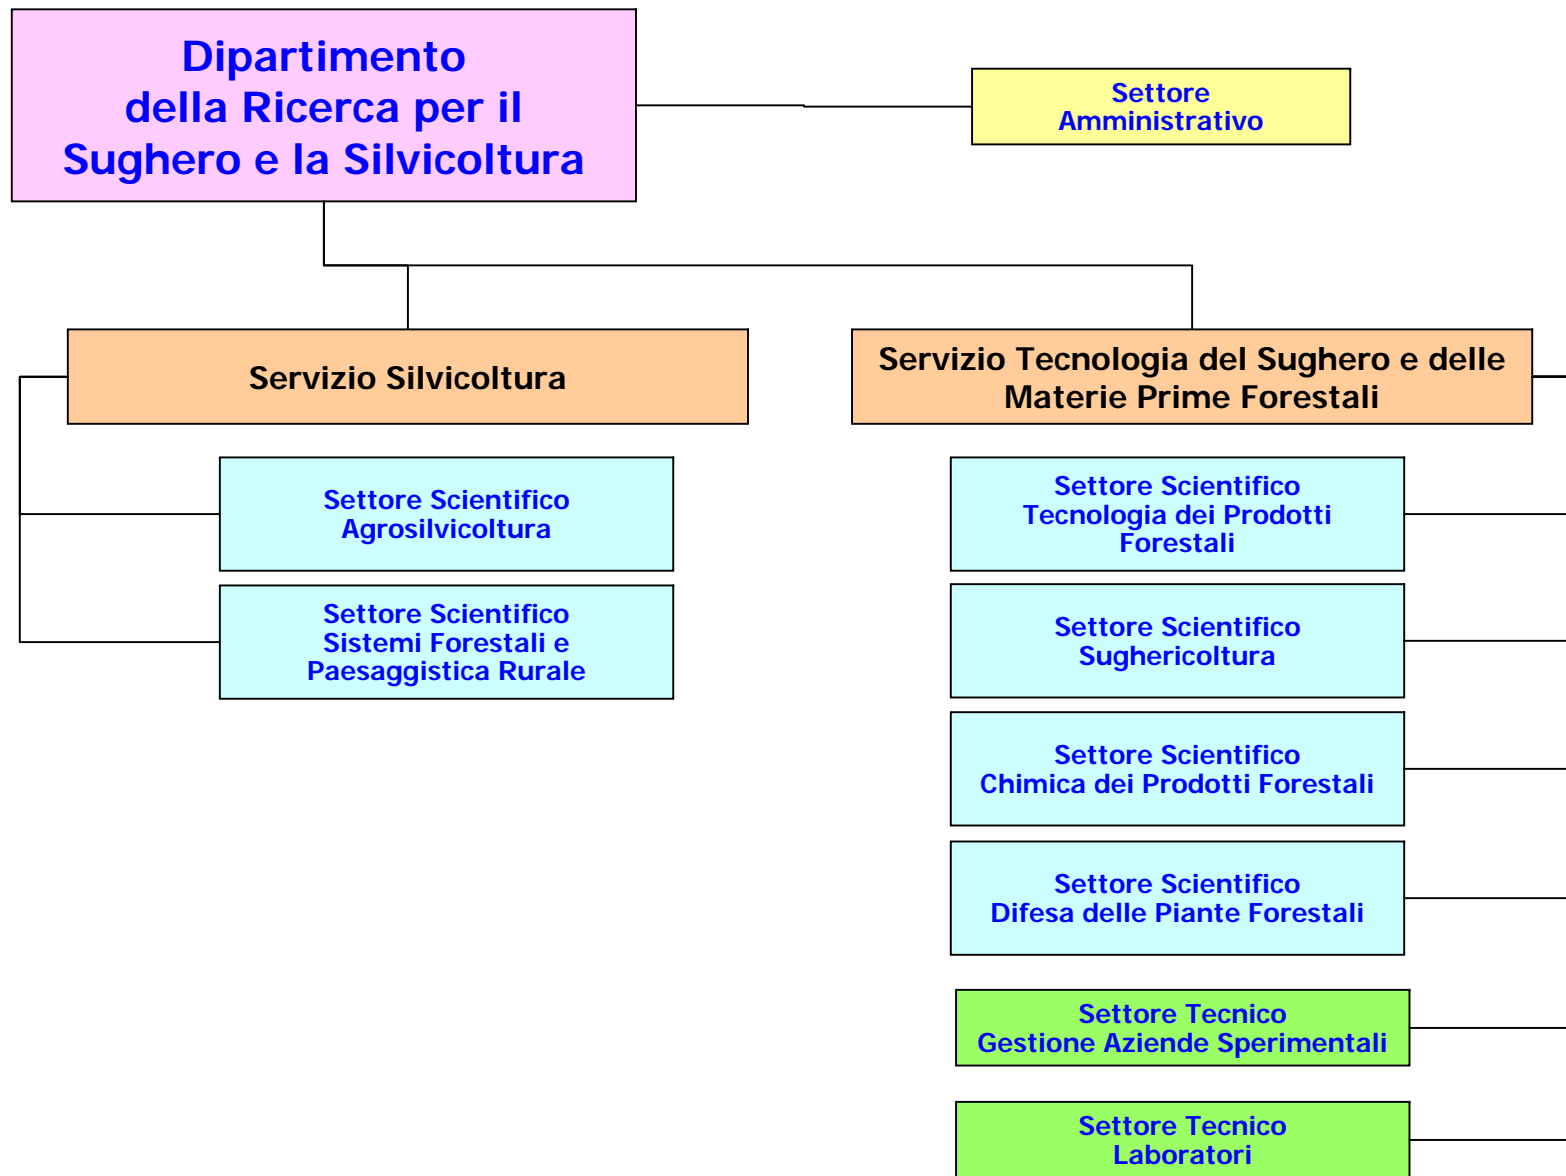 Dipartimento
della Ricerca per il
Sughero e la Silvicoltura
Settore
Amministrativo
Servizio Silvicoltura
Servizio Tecnologia del Sughero e delle
Materie Prime Forestali
Settore Scientifico
Agrosilvicoltura
Settore Scientifico
Sistemi Forestali e
Paesaggistica Rurale
Settore Scientifico
Tecnologia dei Prodotti
Forestali
Settore Scientifico
Sughericoltura
Settore Scientifico
Chimica dei Prodotti Forestali
Settore Scientifico
Difesa delle Piante Forestali
Settore Tecnico
Gestione Aziende Sperimentali
Settore Tecnico
Laboratori